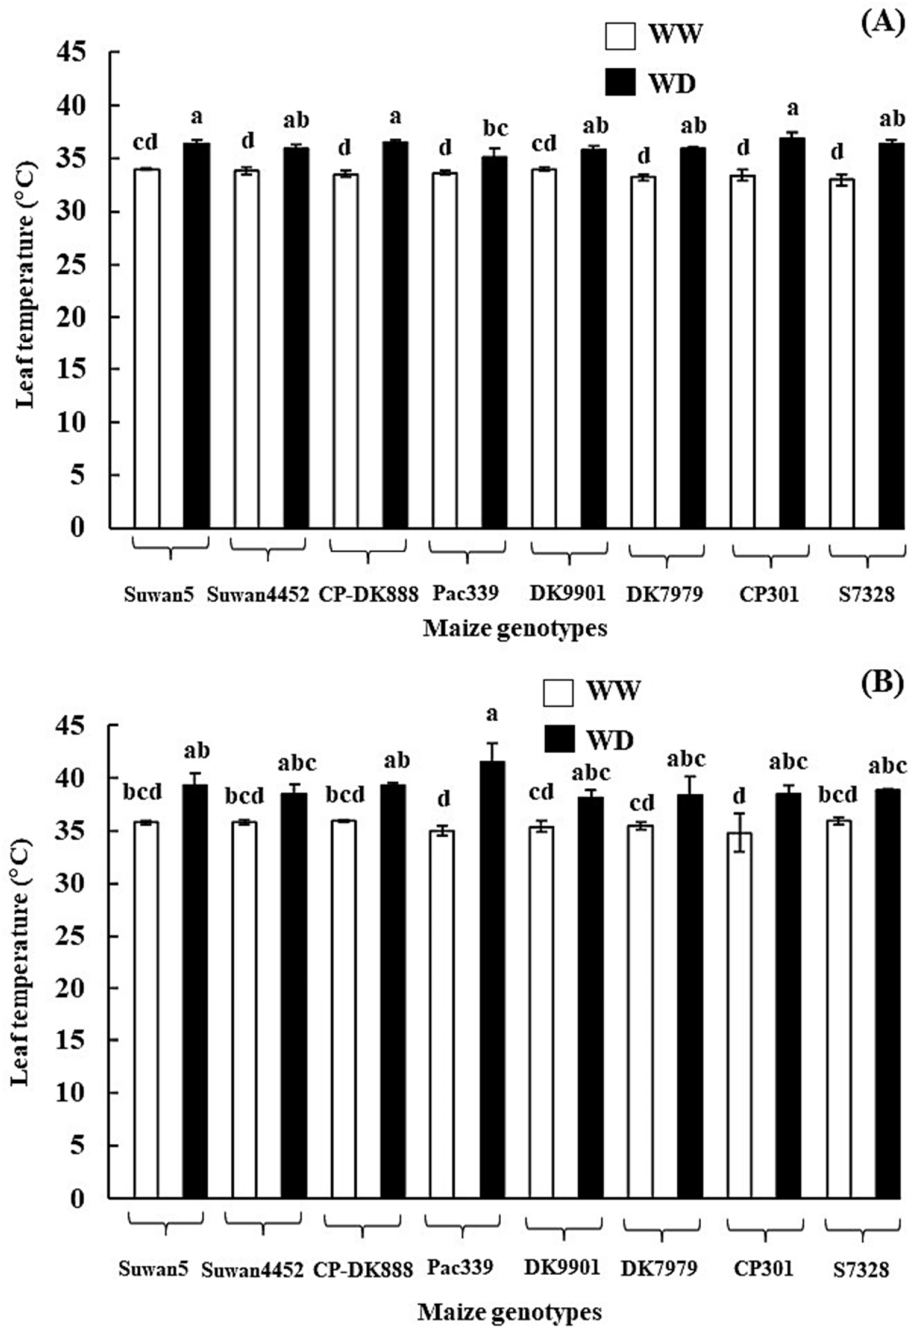 (A)
WW
WD
45
40
35
30
25
20
15
10
5
0
Leaf temperature (°C)
cd a d ab d a d bc cd ab d ab d a d ab
Suwan5 Suwan4452 CP-DK888 Pac339 DK9901 DK7979 CP301 S7328
Maize genotypes
(B)
WW
WD
45
40
35
30
25
20
15
10
5
0
Leaf temperature (°C)
bcd ab bcd abc bcd ab d a cd abc cd abc d abc bcd abc
Suwan5 Suwan4452 CP-DK888 Pac339 DK9901 DK7979 CP301 S7328
Maize genotypes